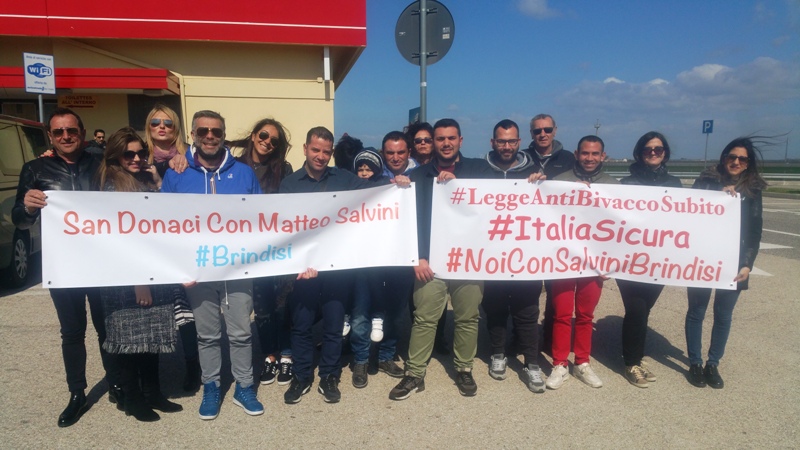 WiFi
San Donaci Con Matteo Salvini
#Brindisi
#LeggeAntiBivaccoSubito
#ItaliaSicura
#NoiConSalviniBrindisi
P